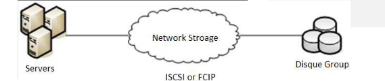 Network Stroage
Servers
Disque Group
ISCSI or FCIP